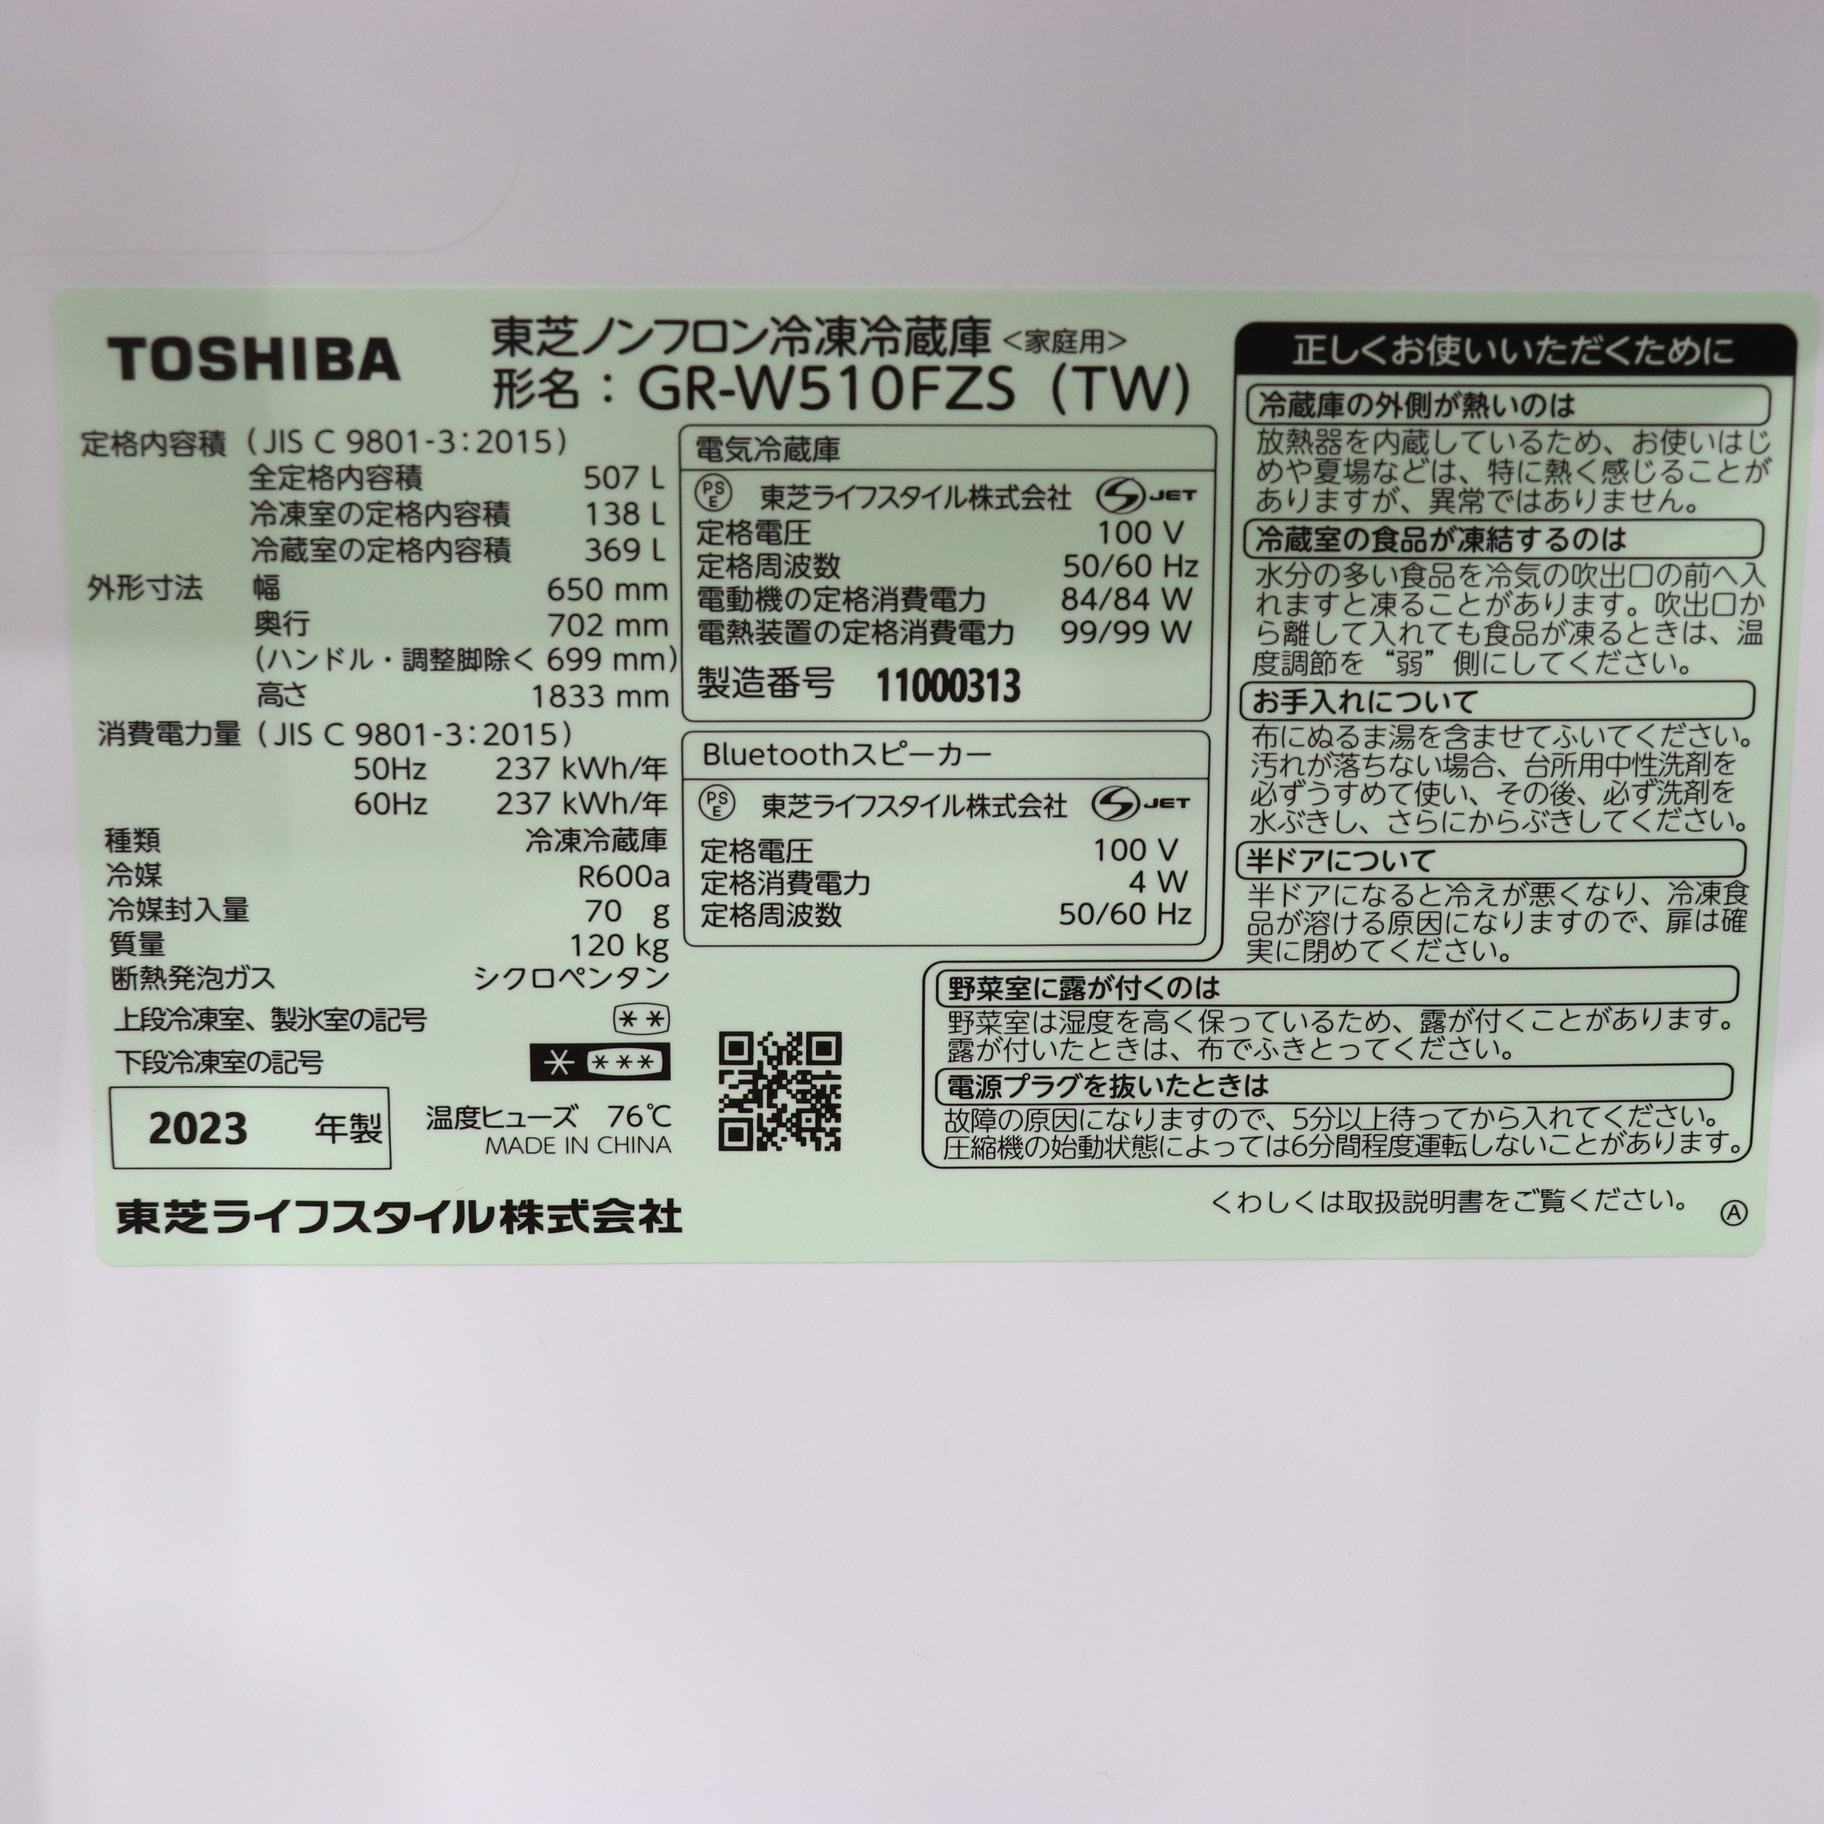 TOSHIBA
東芝ノンフロン冷凍冷蔵庫<家庭用>
形名：GR-W510FZS (TW)
定格内容積 (JIS C 9801-3:2015)
全定格内容積 507 L
冷凍室の定格内容積 138 L
冷蔵室の定格内容積 369 L
外形寸法 幅 650 mm
奥行 702 mm
(ハンドル・調整脚除く 699 mm)
高さ 1833 mm
消費電力量 (JIS C 9801-3:2015)
50Hz 237 kWh/年
60Hz 237 kWh/年
種類 冷凍冷蔵庫
冷媒 R600a
冷媒封入量 70 g
質量 120 kg
断熱発泡ガス シクロペンタン
上段冷凍室、製氷室の記号 **
下段冷凍室の記号 * ***
2023 年製
温度ヒューズ 76℃
MADE IN CHINA
東芝ライフスタイル株式会社
電気冷蔵庫
PSE 東芝ライフスタイル株式会社 JET
定格電圧 100 V
定格周波数 50/60 Hz
電動機の定格消費電力 84/84 W
電熱装置の定格消費電力 99/99 W
製造番号 11000313
Bluetoothスピーカー
PSE 東芝ライフスタイル株式会社 JET
定格電圧 100 V
定格消費電力 4 W
定格周波数 50/60 Hz
正しくお使いいただくために
冷蔵庫の外側が熱いのは
放熱器を内蔵しているため、お使いはじ
めや夏場などは、特に熱く感じることが
ありますが、異常ではありません。
冷蔵室の食品が凍結するのは
水分の多い食品を冷気の吹出口の前へ入
れますと凍ることがあります。吹出口か
ら離して入れても食品が凍るときは、温
度調節を“弱”側にしてください。
お手入れについて
布にぬるま湯を含ませてふいてください。
汚れが落ちない場合、台所用中性洗剤を
必ずうすめて使い、その後、必ず洗剤を
水ぶきし、さらにからぶきしてください。
半ドアについて
半ドアになると冷えが悪くなり、冷凍食
品が溶ける原因になりますので、扉は確
実に閉めてください。
野菜室に露が付くのは
野菜室は湿度を高く保っているため、露が付くことがあります。
露が付いたときは、布でふきとってください。
電源プラグを抜いたときは
故障の原因になりますので、5分以上待ってから入れてください。
圧縮機の始動状態によっては6分間程度運転しないことがあります。
くわしくは取扱説明書をご覧ください。 Ⓐ